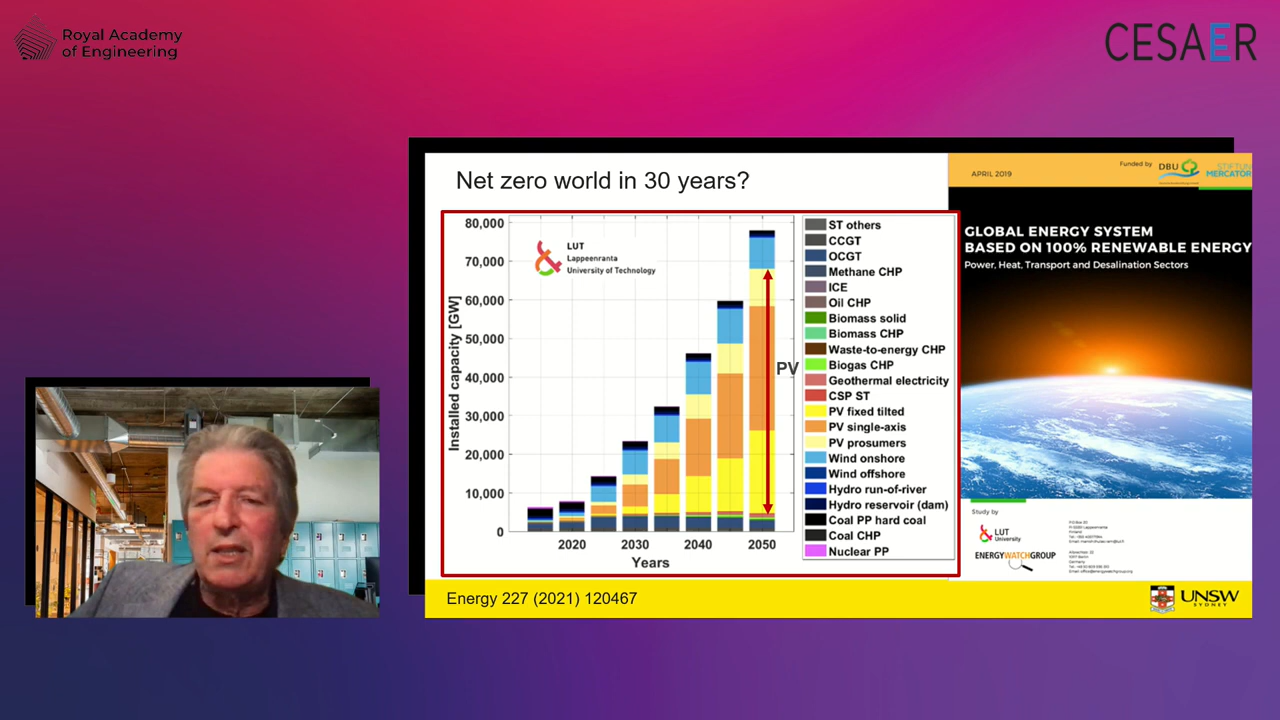 Royal Academy
of Engineering
CESAER
Net zero world in 30 years?
80,000
70,000
60,000
50,000
40,000
30,000
20,000
10,000
0
Installed capacity [GW]
LUT
Lappeenranta
University of Technology
PV
2020
2030
2040
2050
Years
ST others
CCGT
OCGT
Methane CHP
ICE
Oil CHP
Biomass solid
Biomass CHP
Waste-to-energy CHP
Biogas CHP
Geothermal electricity
CSP ST
PV fixed tilted
PV single-axis
PV prosumers
Wind onshore
Wind offshore
Hydro run-of-river
Hydro reservoir (dam)
Coal PP hard coal
Coal CHP
Nuclear PP
APRIL 2019
Funded by
DBU
MERCATOR
GLOBAL ENERGY SYSTEM
BASED ON 100% RENEWABLE ENERGY
Power, Heat, Transport and Desalination Sectors
Study by
LUT
University
ENERGYWATCHGROUP
Energy 227 (2021) 120467
UNSW
SYDNEY